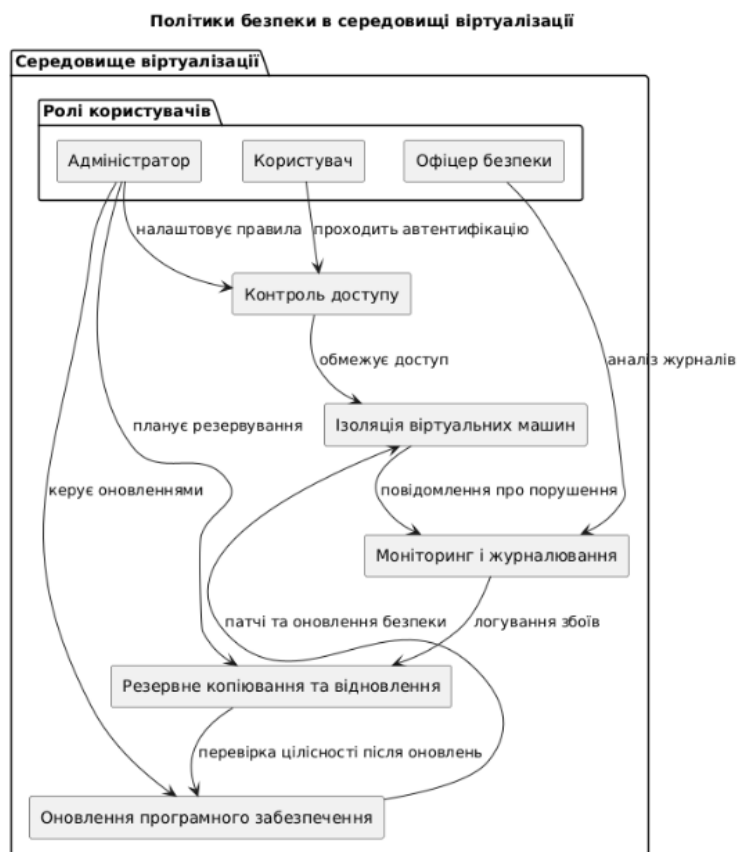 Політики безпеки в середовищі віртуалізації
Середовище віртуалізації
Ролі користувачів
Адміністратор
Користувач
Офіцер безпеки
налаштовує правила
проходить автентифікацію
Контроль доступу
обмежує доступ
аналіз журналів
Ізоляція віртуальних машин
планує резервування
керує оновленнями
повідомлення про порушення
Моніторинг і журналювання
патчі та оновлення безпеки
логування збоїв
Резервне копіювання та відновлення
перевірка цілісності після оновлень
Оновлення програмного забезпечення